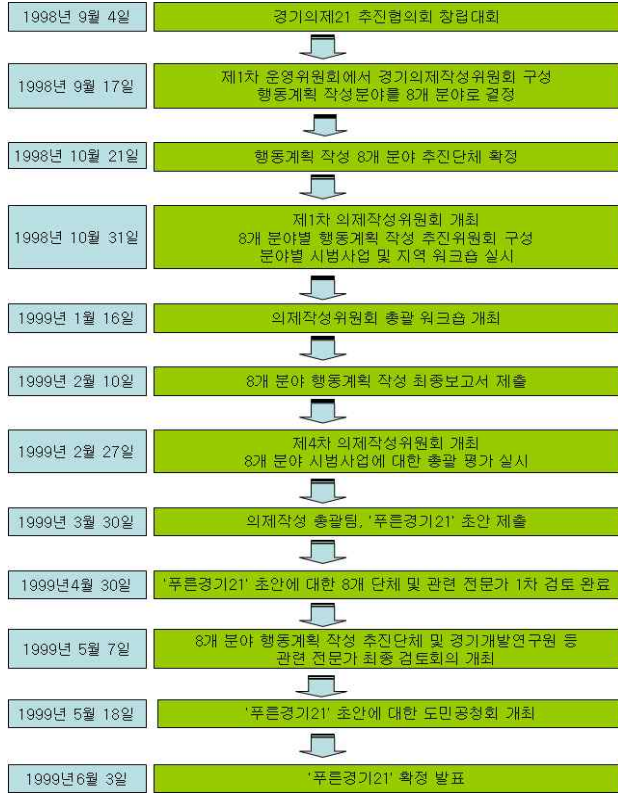 1998년 9월 4일
경기의제21 추진협의회 창립대회
1998년 9월 17일
제1차 운영위원회에서 경기의제작성위원회 구성
행동계획 작성분야를 8개 분야로 결정
1998년 10월 21일
행동계획 작성 8개 분야 추진단체 확정
1998년 10월 31일
제1차 의제작성위원회 개최
8개 분야별 행동계획 작성 추진위원회 구성
분야별 시범사업 및 지역 워크숍 실시
1999년 1월 16일
의제작성위원회 총괄 워크숍 개최
1999년 2월 10일
8개 분야 행동계획 작성 최종보고서 제출
1999년 2월 27일
제4차 의제작성위원회 개최
8개 분야 시범사업에 대한 총괄 평가 실시
1999년 3월 30일
의제작성 총괄팀, '푸른경기21' 초안 제출
1999년4월 30일
'푸른경기21' 초안에 대한 8개 단체 및 관련 전문가 1차 검토 완료
1999년 5월 7일
8개 분야 행동계획 작성 추진단체 및 경기개발연구원 등
관련 전문가 최종 검토회의 개최
1999년 5월 18일
'푸른경기21' 초안에 대한 도민공청회 개최
1999년6월 3일
'푸른경기21' 확정 발표